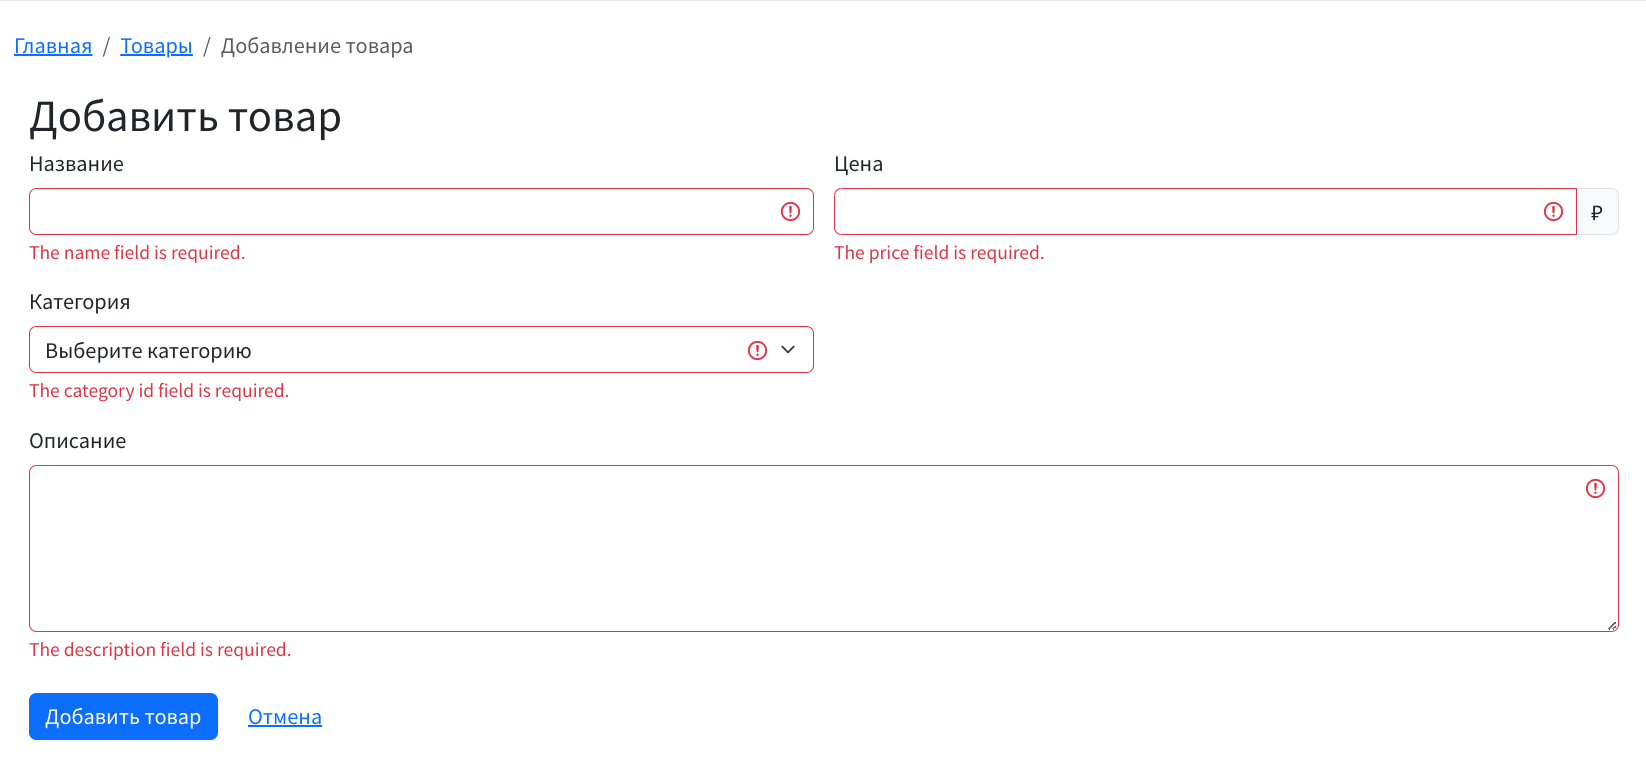 Главная / Товары / Добавление товара
Добавить товар
Название
The name field is required.
Цена
₽
The price field is required.
Категория
Выберите категорию
The category id field is required.
Описание
The description field is required.
Добавить товар Отмена